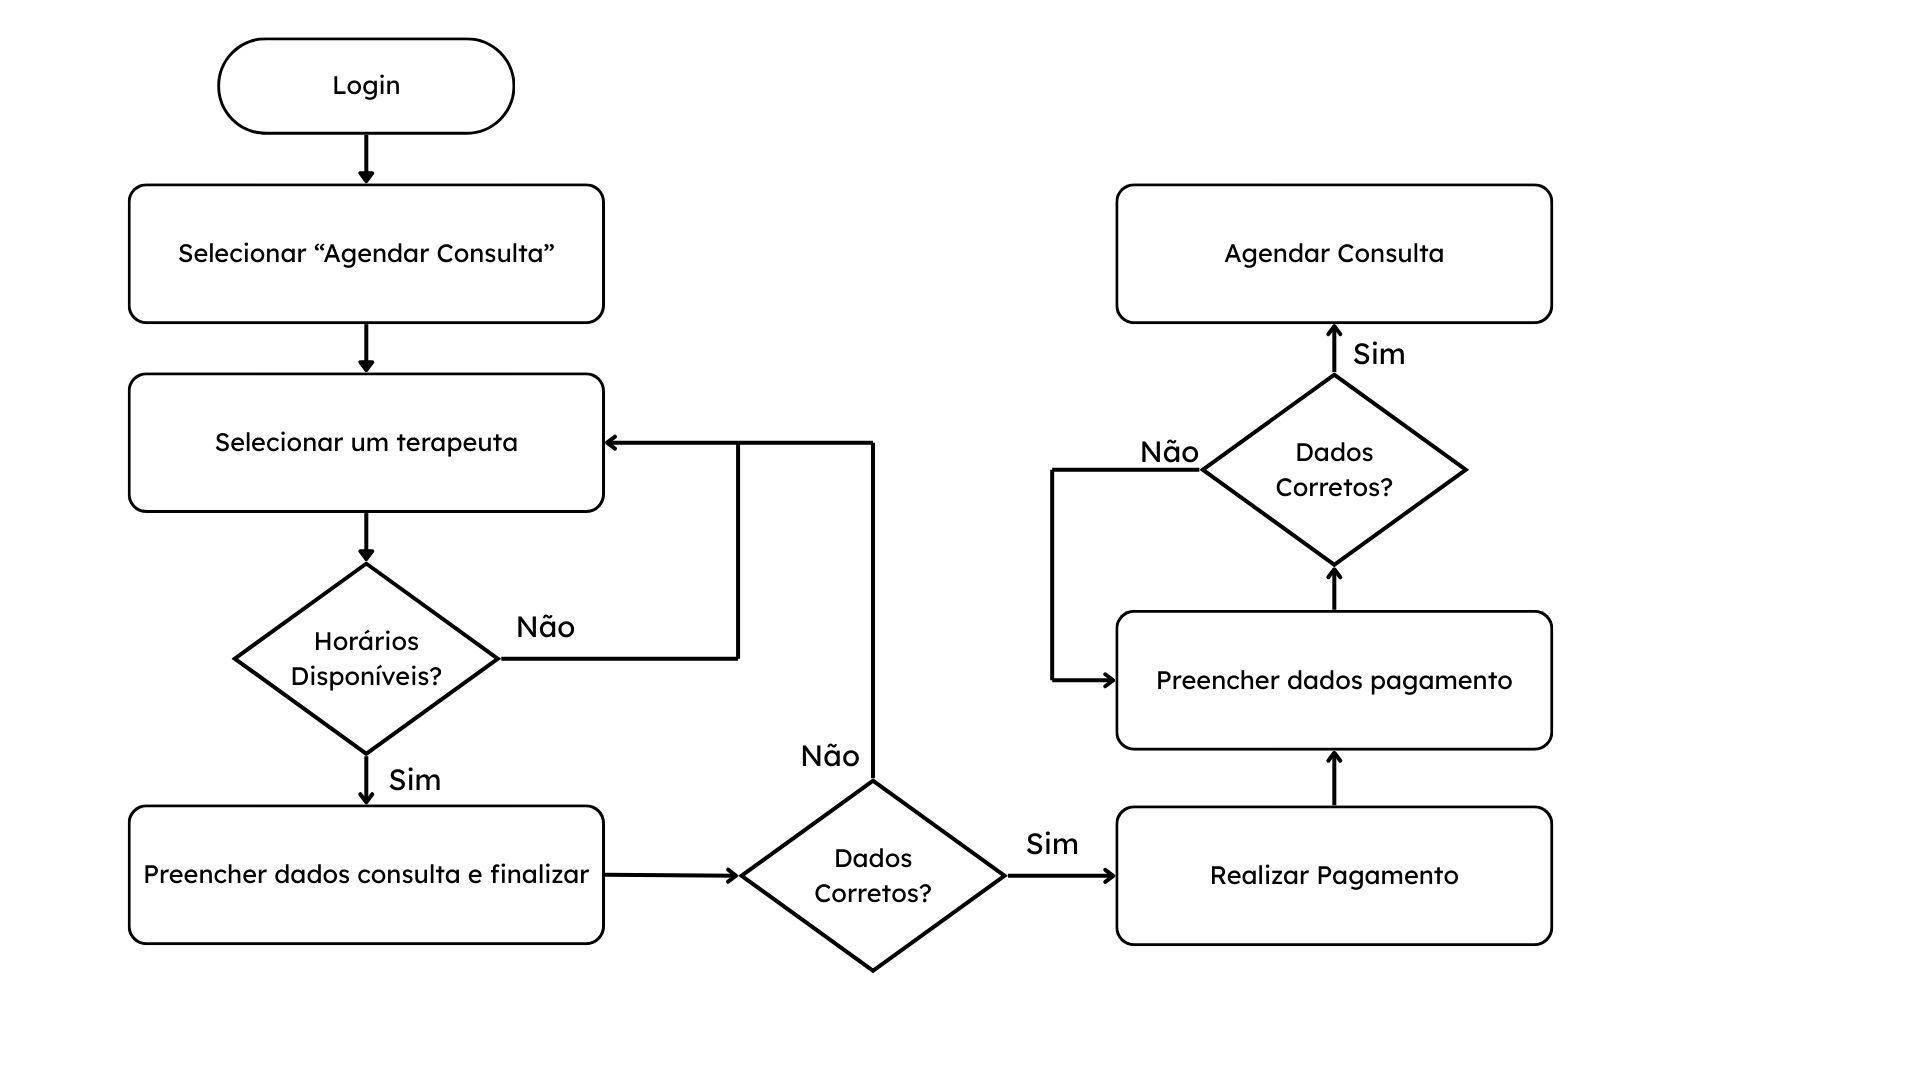 Login
Selecionar “Agendar Consulta”
Selecionar um terapeuta
Horários
Disponíveis?
Não
Sim
Preencher dados consulta e finalizar
Dados
Corretos?
Não
Sim
Realizar Pagamento
Preencher dados pagamento
Dados
Corretos?
Não
Sim
Agendar Consulta